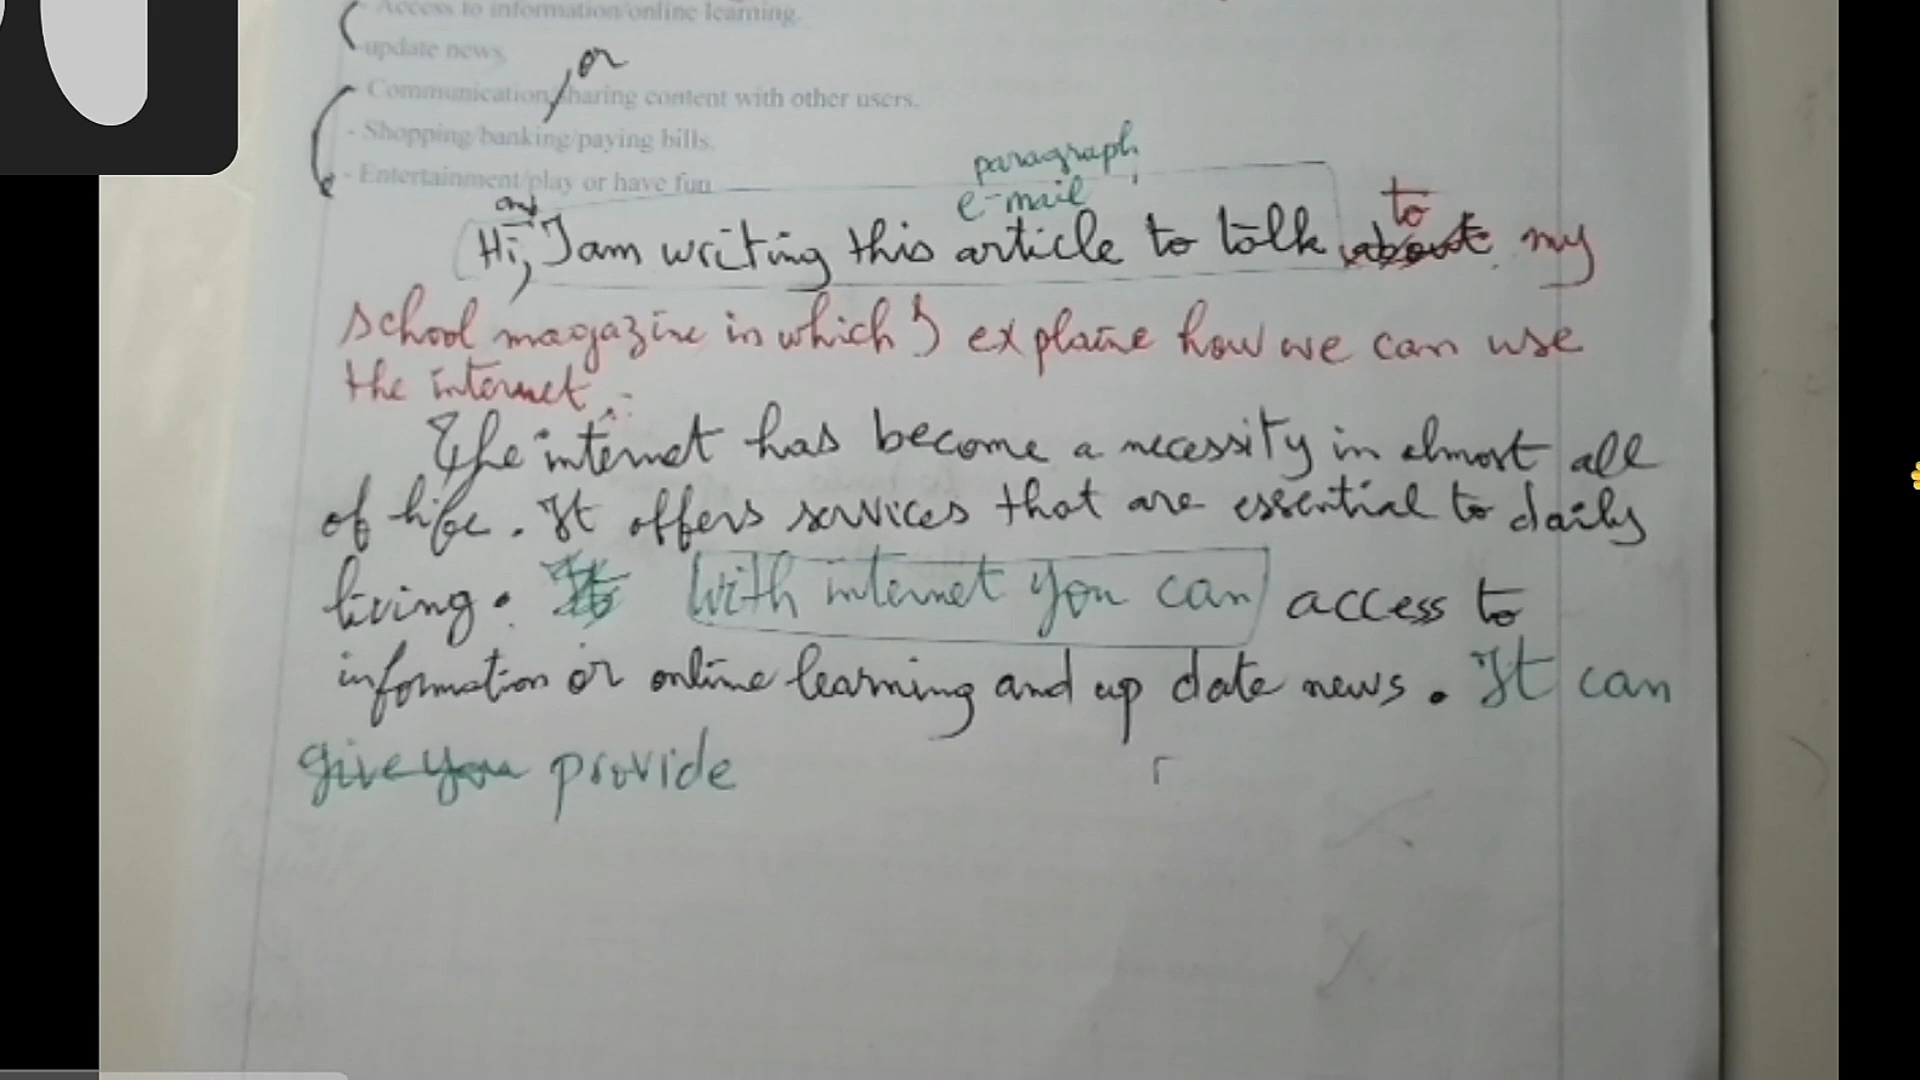 - Access to information/online learning.
- update news.
, or
- Communication/sharing content with other users.
- Shopping/banking/paying bills.
- Entertainment/play or have fun
paragraph
e-mail
and
to
Hi, I am writing this article to talk about my
school magazine in which I explaine how we can use
the internet.
The internet has become a necessity in almost all
of life. It offers services that are essential to daily
living. It with internet you can access to
information or online learning and up date news. It can
give you provide